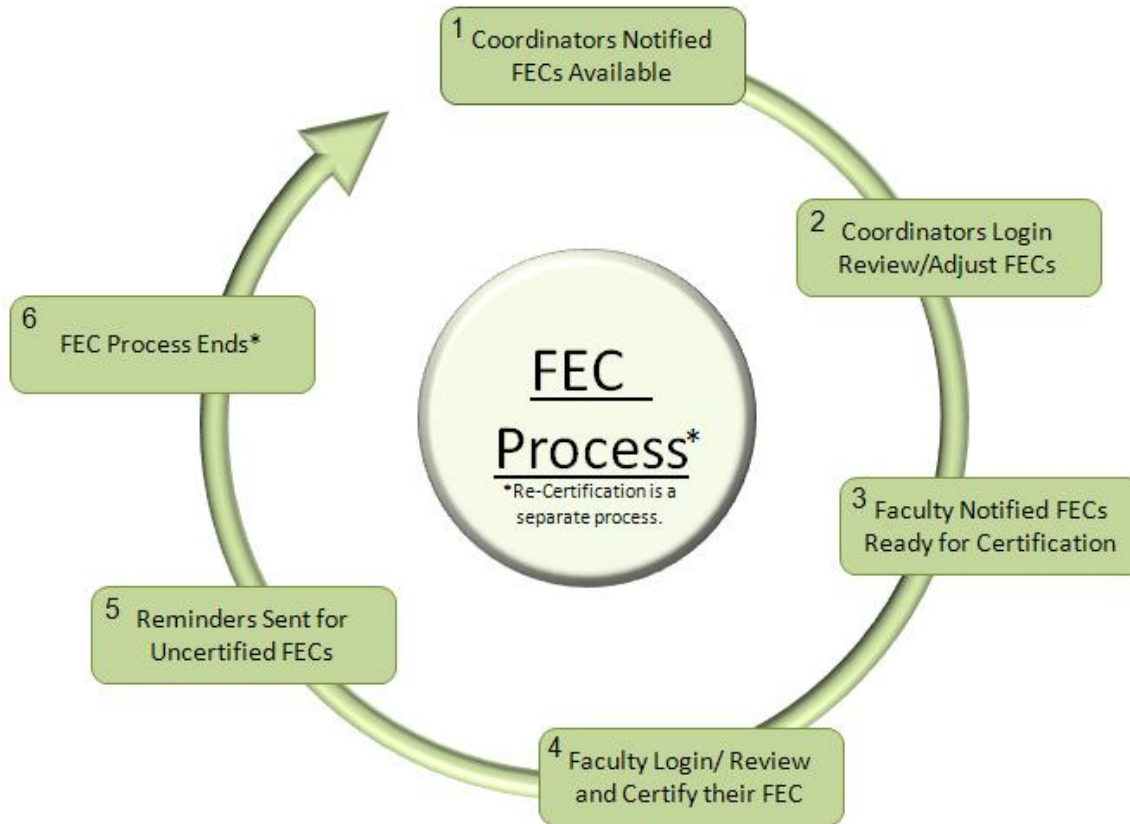 1 Coordinators Notified
FECs Available
2 Coordinators Login
Review/Adjust FECs
3 Faculty Notified FECs
Ready for Certification
4 Faculty Login/ Review
and Certify their FEC
5 Reminders Sent for
Uncertified FECs
6 FEC Process Ends*
FEC
Process*
*Re-Certification is a
separate process.